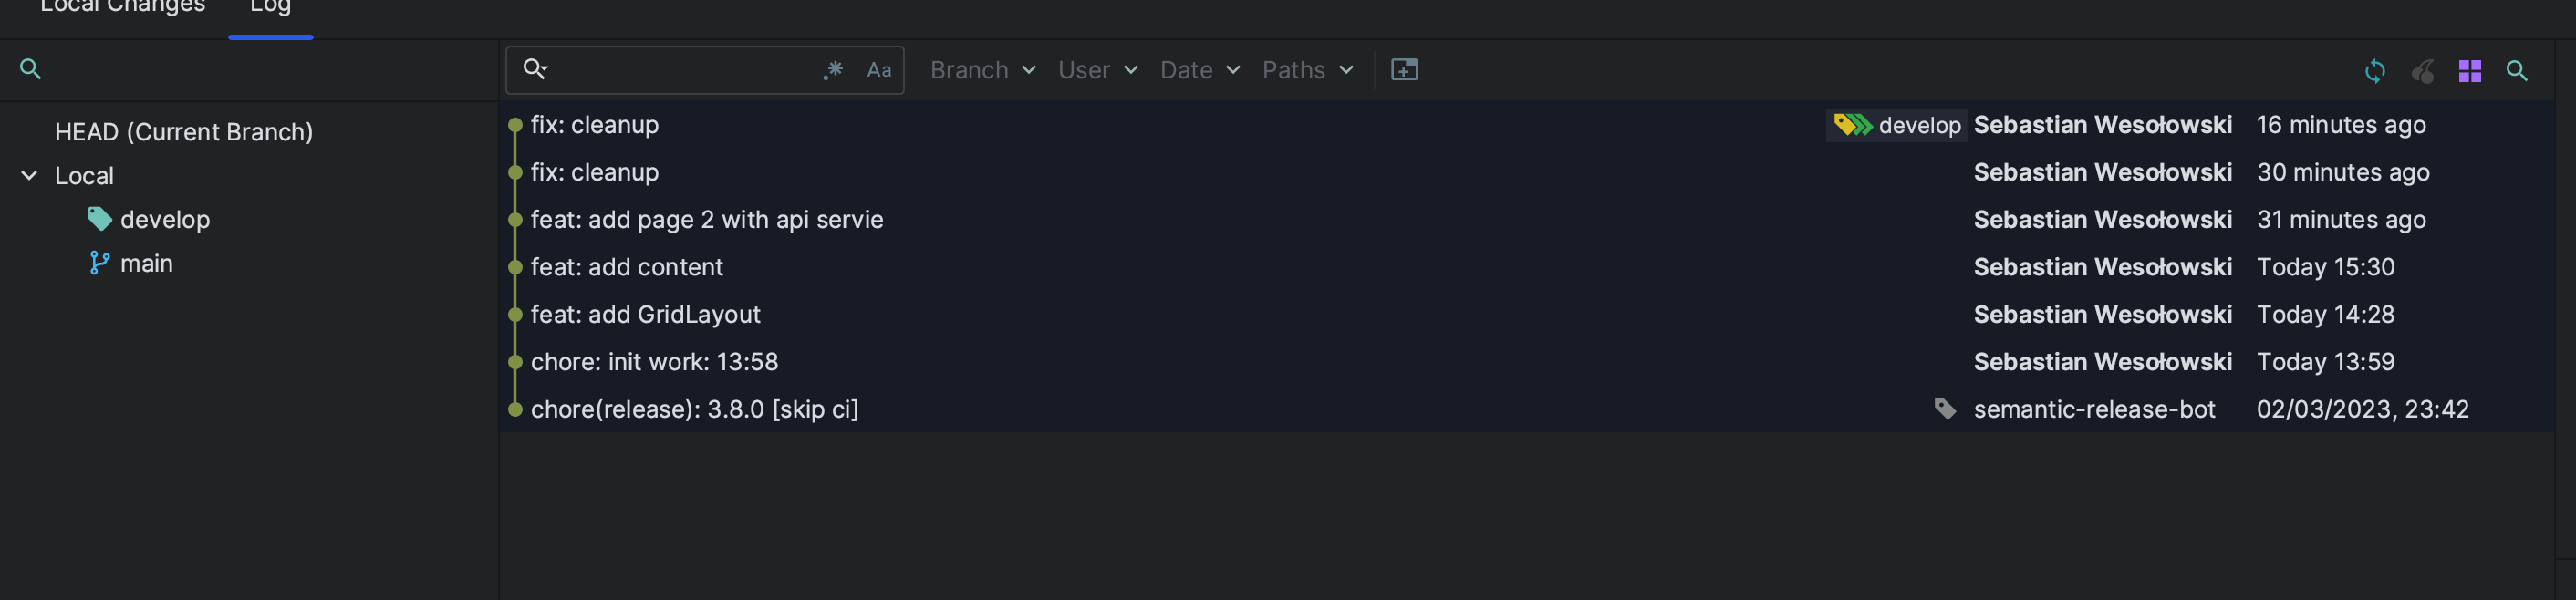 Local Changes Log
.* Aa Branch User Date Paths
HEAD (Current Branch)
Local
develop
main
fix: cleanup develop Sebastian Wesołowski 16 minutes ago
fix: cleanup Sebastian Wesołowski 30 minutes ago
feat: add page 2 with api servie Sebastian Wesołowski 31 minutes ago
feat: add content Sebastian Wesołowski Today 15:30
feat: add GridLayout Sebastian Wesołowski Today 14:28
chore: init work: 13:58 Sebastian Wesołowski Today 13:59
chore(release): 3.8.0 [skip ci] semantic-release-bot 02/03/2023, 23:42